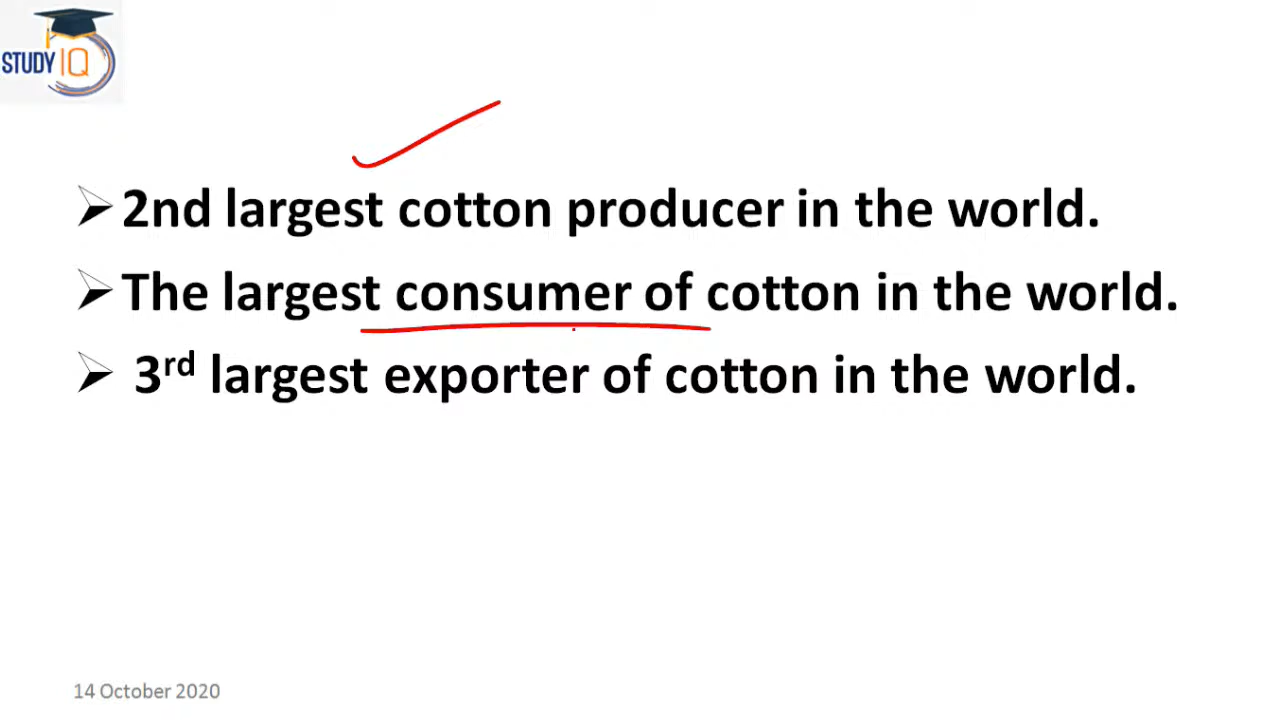 STUDY IQ
2nd largest cotton producer in the world.
The largest consumer of cotton in the world.
3rd largest exporter of cotton in the world.
14 October 2020